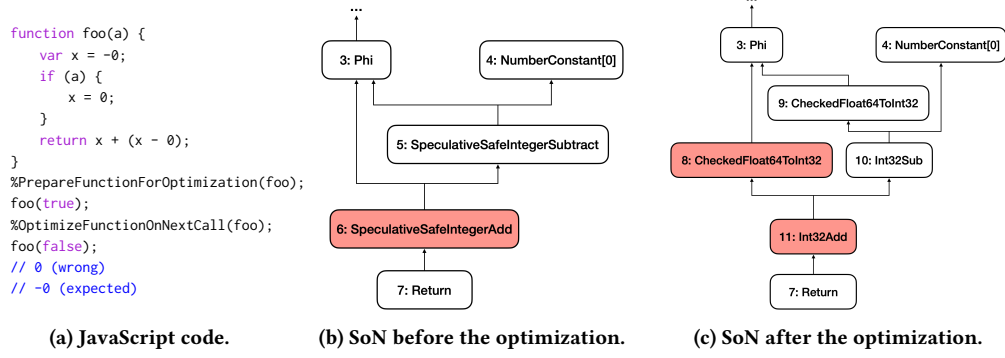 function foo(a) {
var x = -0;
if (a) {
x = 0;
}
return x + (x - 0);
}
%PrepareFunctionForOptimization(foo);
foo(true);
%OptimizeFunctionOnNextCall(foo);
foo(false);
// 0 (wrong)
// -0 (expected)
(a) JavaScript code.
...
3: Phi
4: NumberConstant[0]
5: SpeculativeSafeIntegerSubtract
6: SpeculativeSafeIntegerAdd
7: Return
(b) SoN before the optimization.
...
3: Phi
4: NumberConstant[0]
9: CheckedFloat64ToInt32
8: CheckedFloat64ToInt32
10: Int32Sub
11: Int32Add
7: Return
(c) SoN after the optimization.